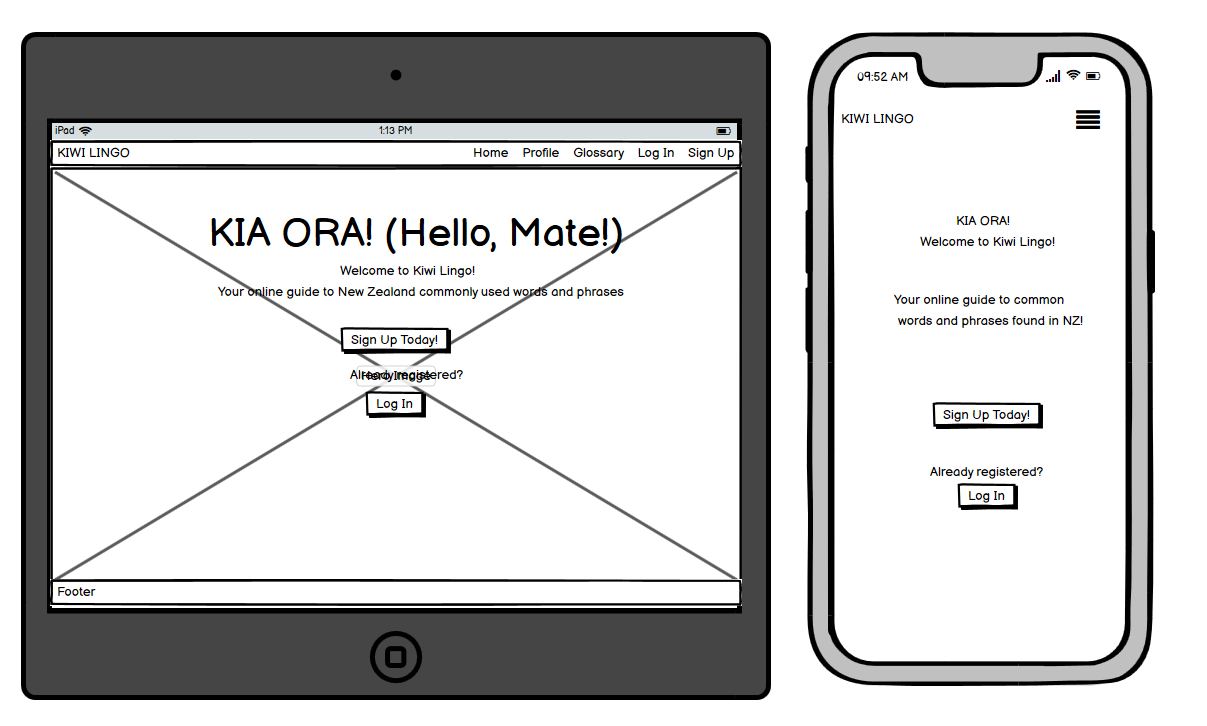 iPad 1:13 PM
KIWI LINGO Home Profile Glossary Log In Sign Up
KIA ORA! (Hello, Mate!)
Welcome to Kiwi Lingo!
Your online guide to New Zealand commonly used words and phrases
Sign Up Today!
Already registered?
Hero Image
Log In
Footer
09:52 AM
KIWI LINGO
KIA ORA!
Welcome to Kiwi Lingo!
Your online guide to common
words and phrases found in NZ!
Sign Up Today!
Already registered?
Log In